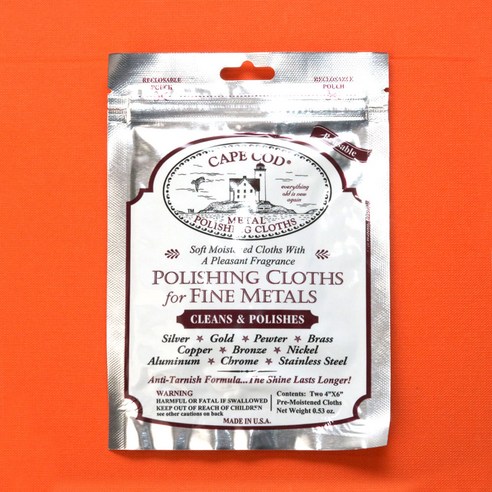 RECLOSABLE RECLOSABLE
POUCH POUCH
CAPE COD®
everything
old is new
again
TM
METAL
POLISHING CLOTHS
Soft Moistened Cloths With
A Pleasant Fragrance
POLISHING CLOTHS
for FINE METALS
CLEANS & POLISHES
Silver ★ Gold ★ Pewter ★ Brass
Copper ★ Bronze ★ Nickel
Aluminum ★ Chrome ★ Stainless Steel
Anti-Tarnish Formula...The Shine Lasts Longer!
WARNING
HARMFUL OR FATAL IF SWALLOWED
KEEP OUT OF REACH OF CHILDREN
see other cautions on back
Contents: Two 4"X6"
Pre-Moistened Cloths
Net Weight 0.53 oz.
MADE IN U.S.A.